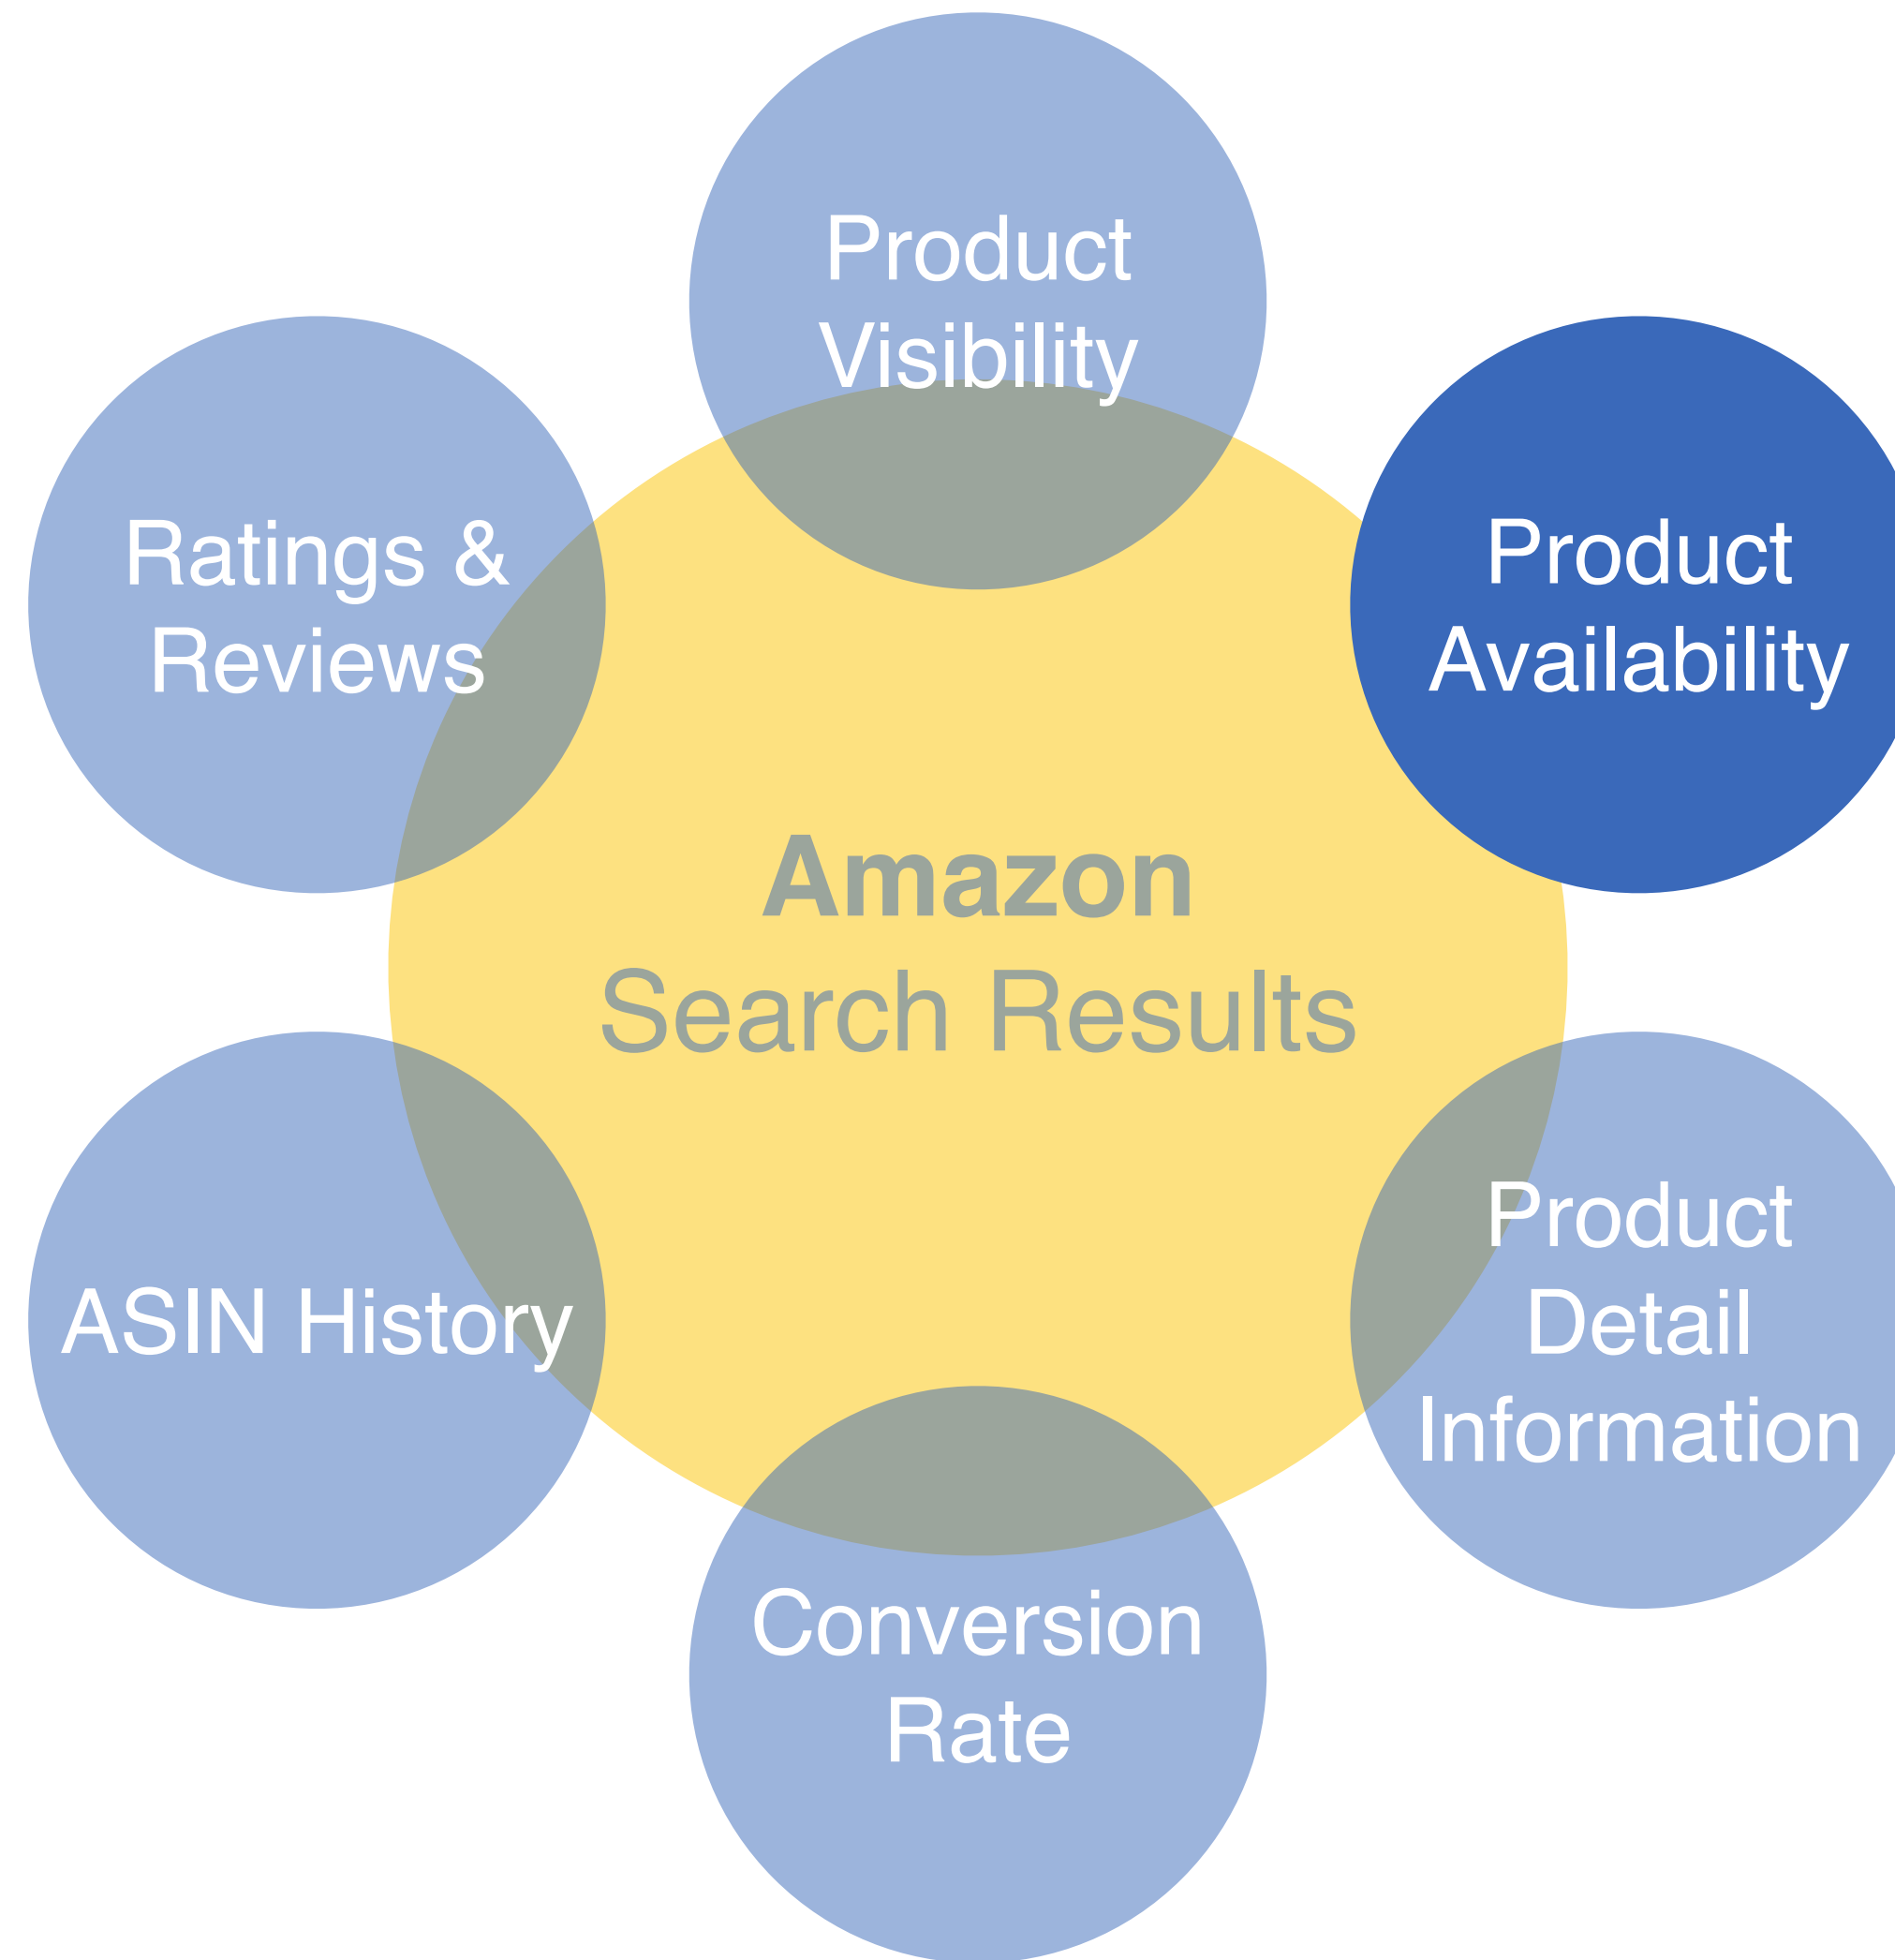 Product
Visibility
Product
Availability
Ratings &
Reviews
Amazon
Search Results
Product
Detail
Information
ASIN History
Conversion
Rate